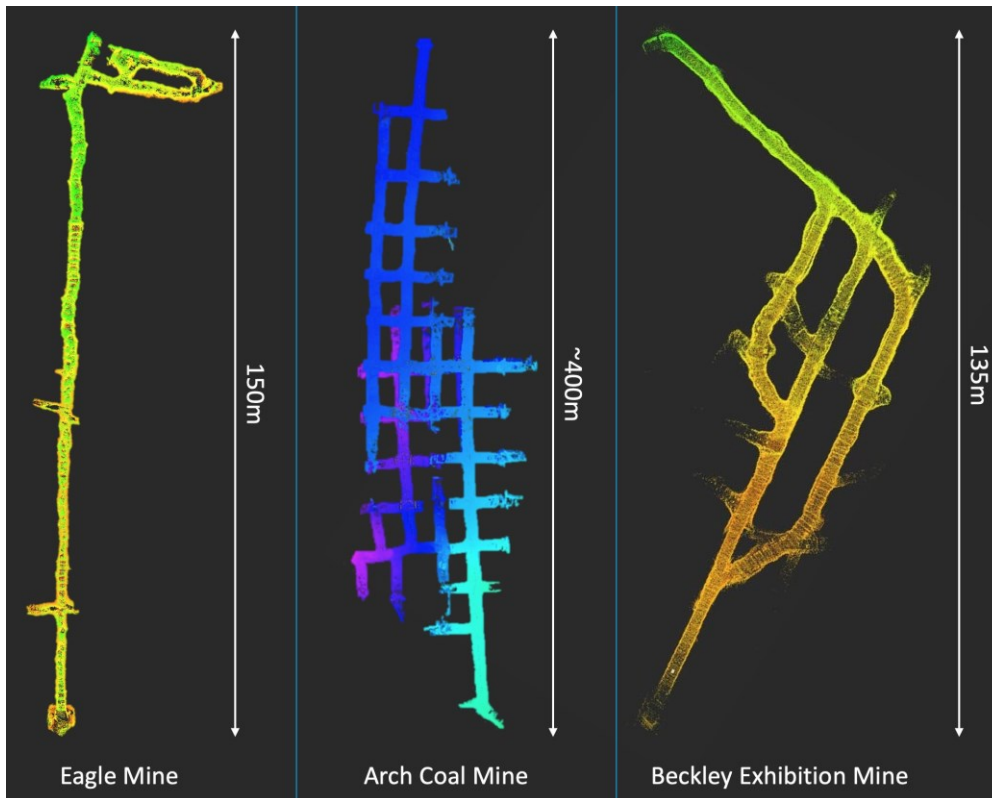 150m
~400m
135m
Eagle Mine
Arch Coal Mine
Beckley Exhibition Mine